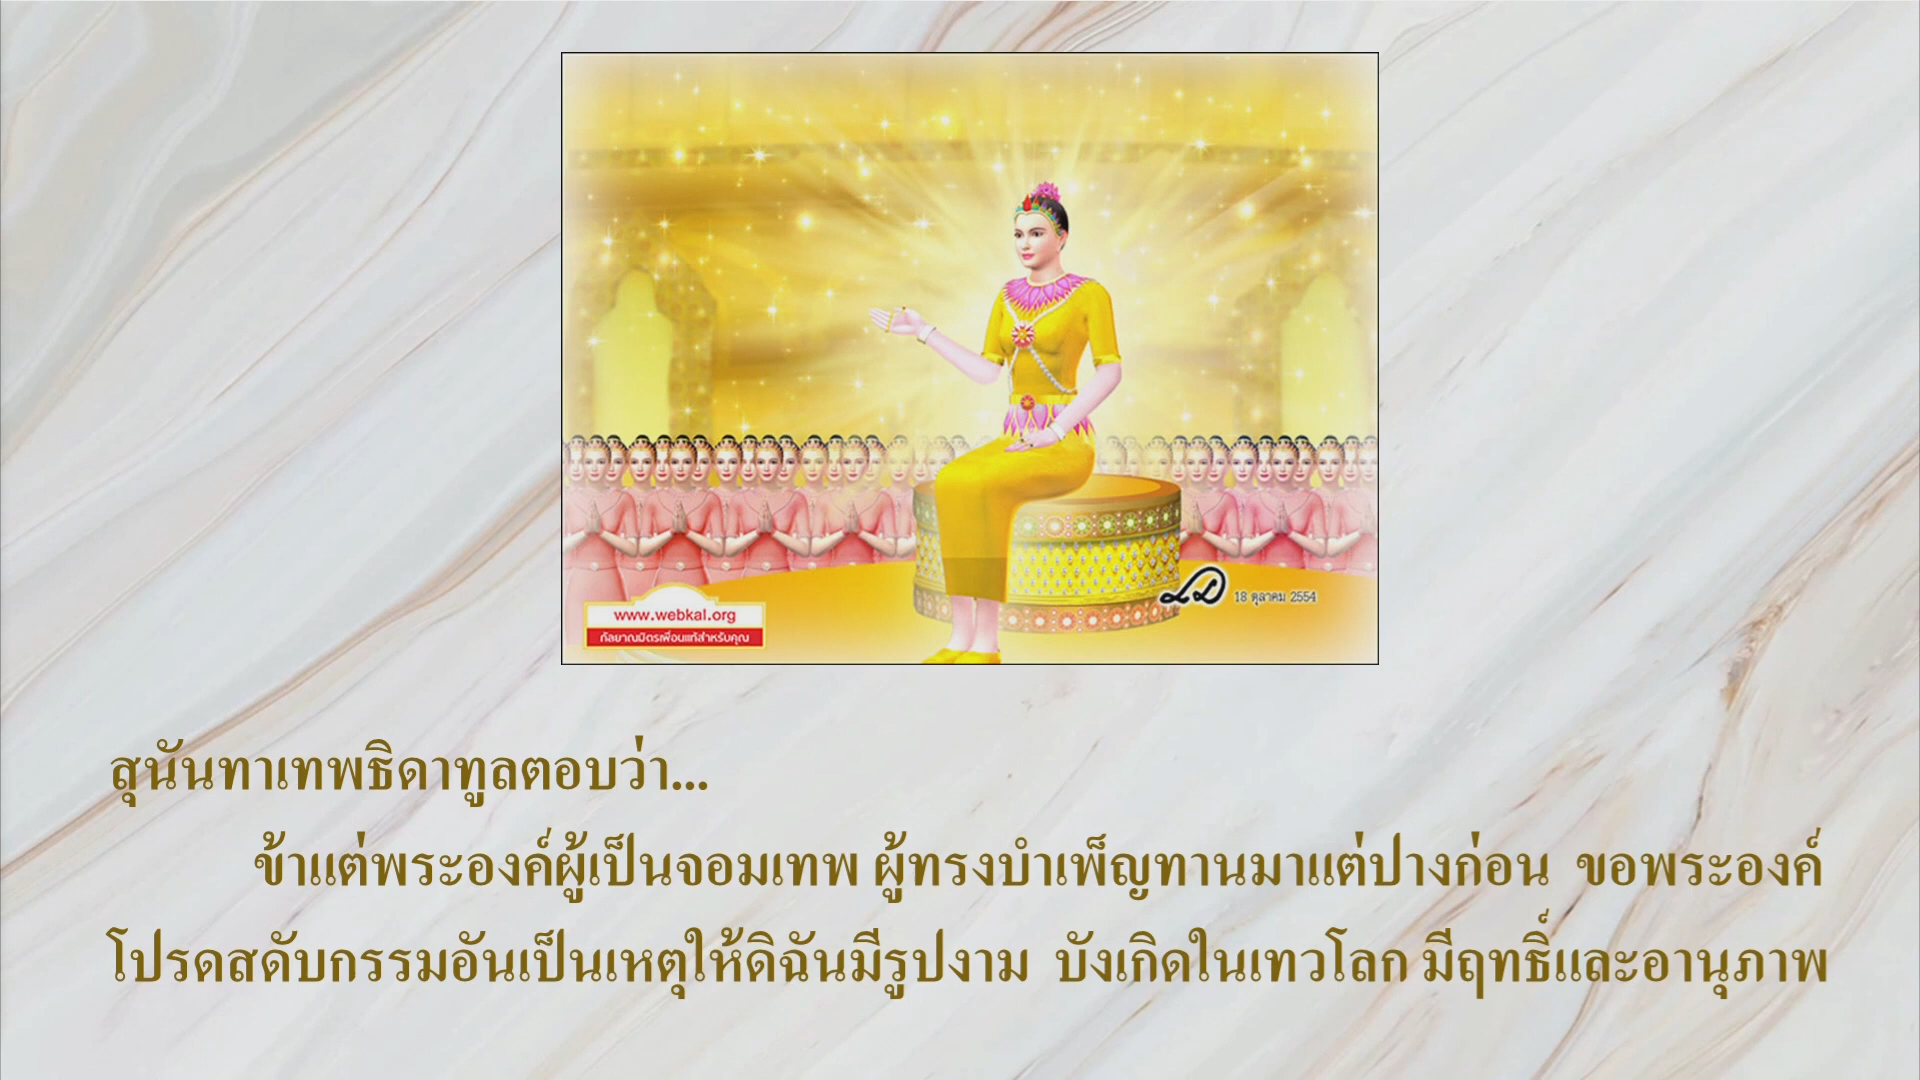 www.webkal.org
กัลยาณมิตรเพื่อนแท้สำหรับคุณ
18 ตุลาคม 2554
สุนันทาเทพธิดาทูลตอบว่า...
ข้าแต่พระองค์ผู้เป็นจอมเทพ ผู้ทรงบำเพ็ญทานมาแต่ปางก่อน ขอพระองค์
โปรดสดับกรรมอันเป็นเหตุให้ดิฉันมีรูปงาม บังเกิดในเทวโลก มีฤทธิ์และอานุภาพ